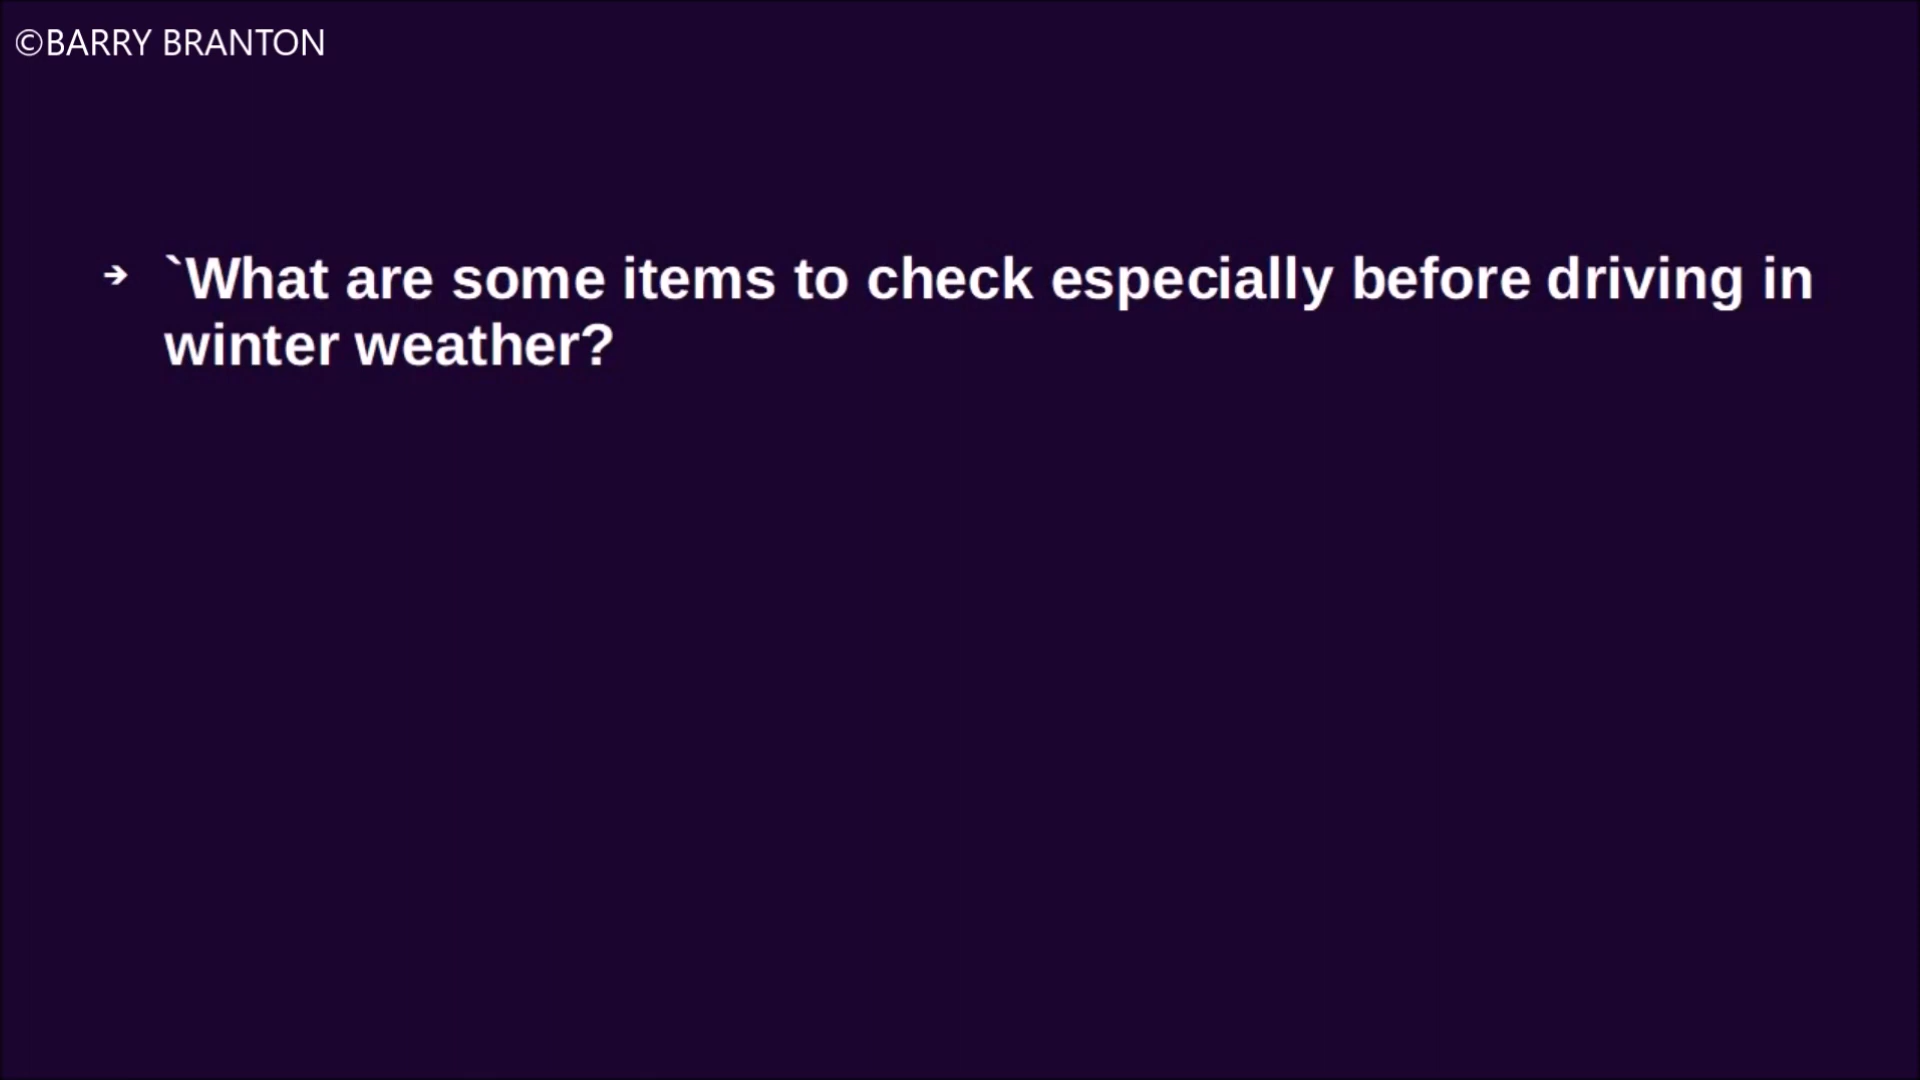 ©BARRY BRANTON
➔ `What are some items to check especially before driving in
winter weather?